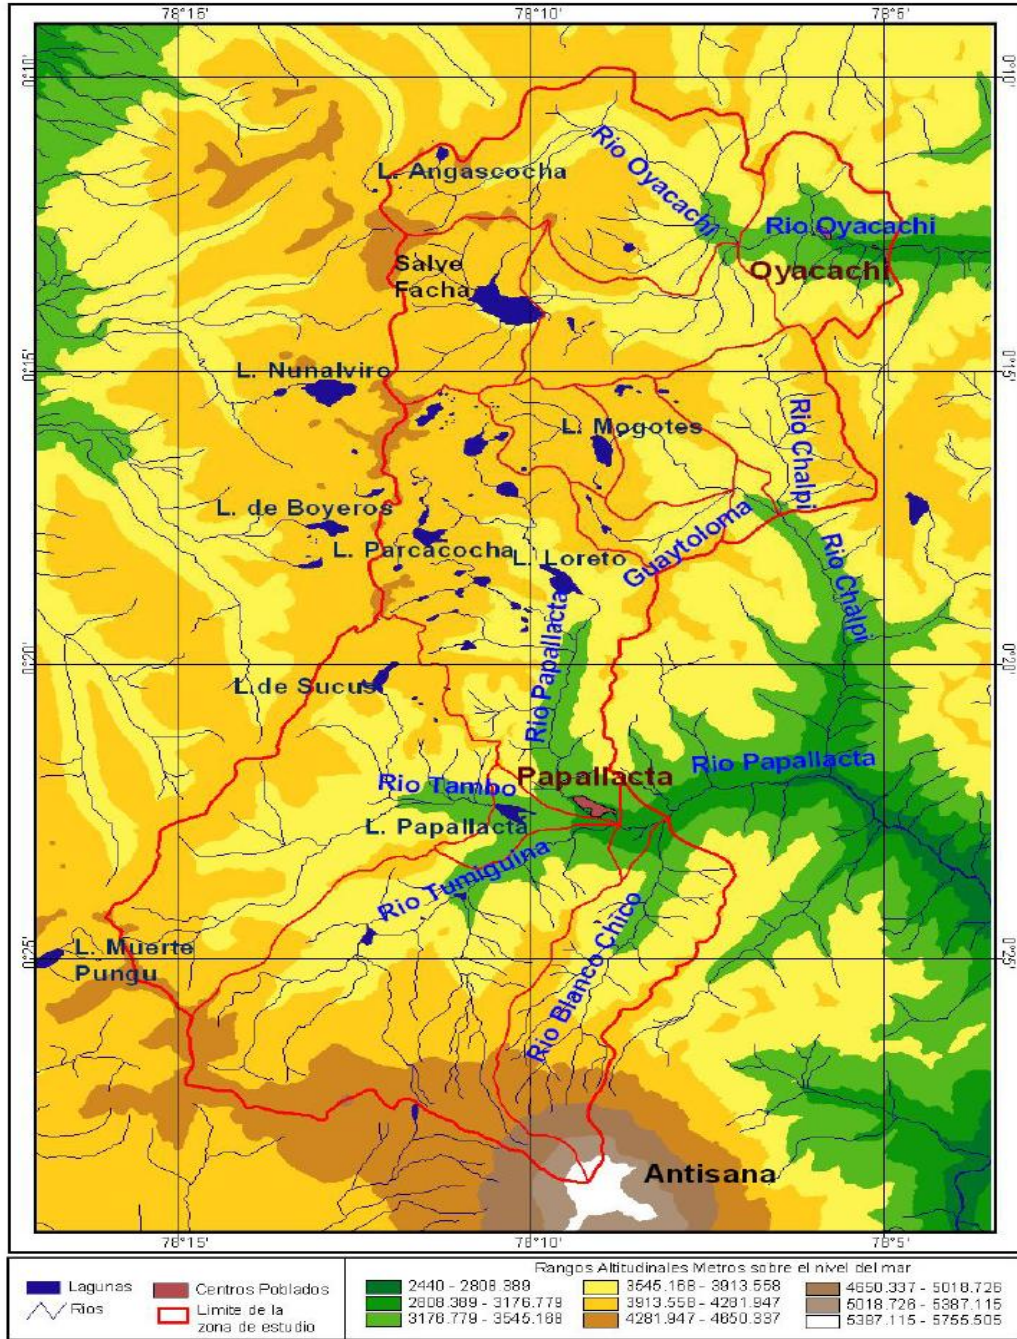 78°15' 78°10' 78°5'
0°10' 0°10'
Rio Oyacachi
L. Angascocha
Rio Oyacachi
Oyacachi
Salve
Facha
0°15' 0°15'
L. Nunalviro
L. Mogotes
Rio Chalpi
L. de Boyeros
Guaytoloma
L. Parcacocha
L. Loreto
Rio Chalpi
Rio Papallacta
0°20' 0°20'
L.de Sucus
Rio Papallacta
Papallacta
Rio Tambo
L. Papallacta
Rio Tumiguina
Rio Blanco Chico
L. Muerte
Pungu
0°25' 0°25'
Antisana
78°15' 78°10' 78°5'
Rangos Altitudinales Metros sobre el nivel del mar
Lagunas
Rios
Centros Poblados
Limite de la
zona de estudio
2440 - 2808.389
2808.389 - 3176.779
3176.779 - 3545.168
3545.168 - 3913.558
3913.558 - 4281.947
4281.947 - 4650.337
4650.337 - 5018.726
5018.726 - 5387.115
5387.115 - 5755.505